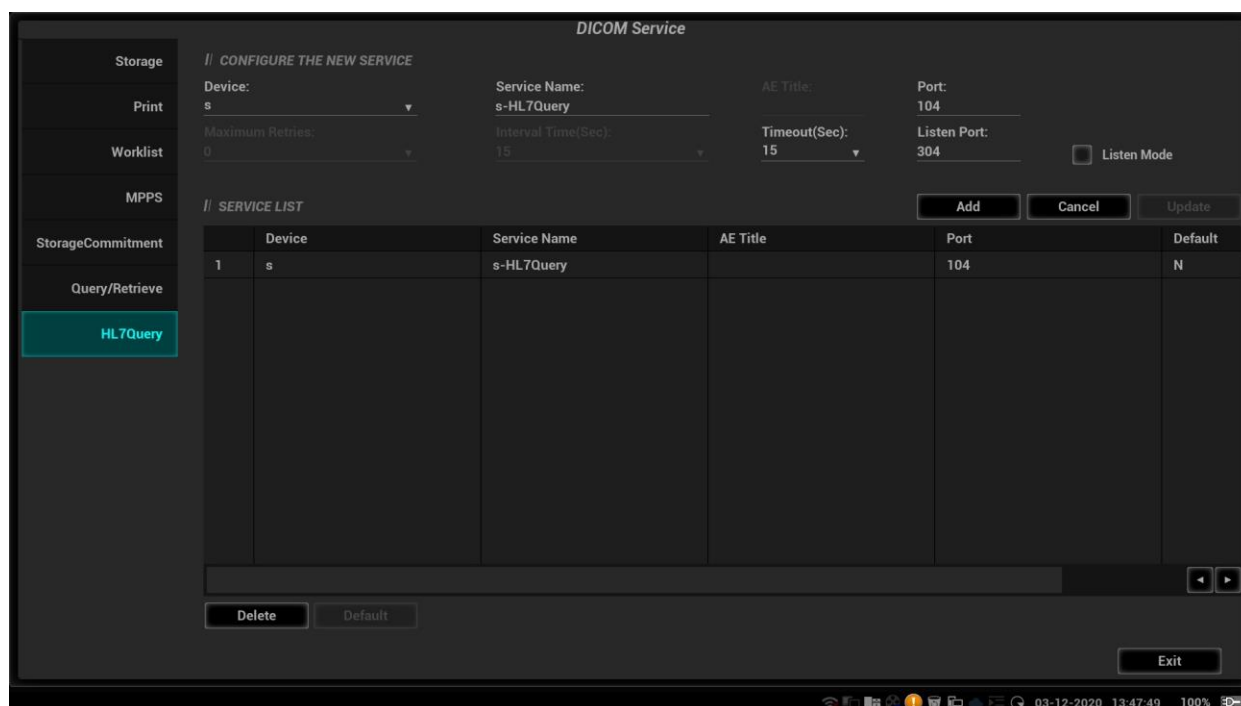 DICOM Service
Storage
Print
Worklist
MPPS
StorageCommitment
Query/Retrieve
HL7Query
// CONFIGURE THE NEW SERVICE
Device: Service Name: AE Title: Port:
s s-HL7Query 104
Maximum Retries: Interval Time(Sec): Timeout(Sec): Listen Port:
0 15 15 304 Listen Mode
// SERVICE LIST Add Cancel Update
Device Service Name AE Title Port Default
1 s s-HL7Query 104 N
Delete Default
Exit
03-12-2020 13:47:49 100%